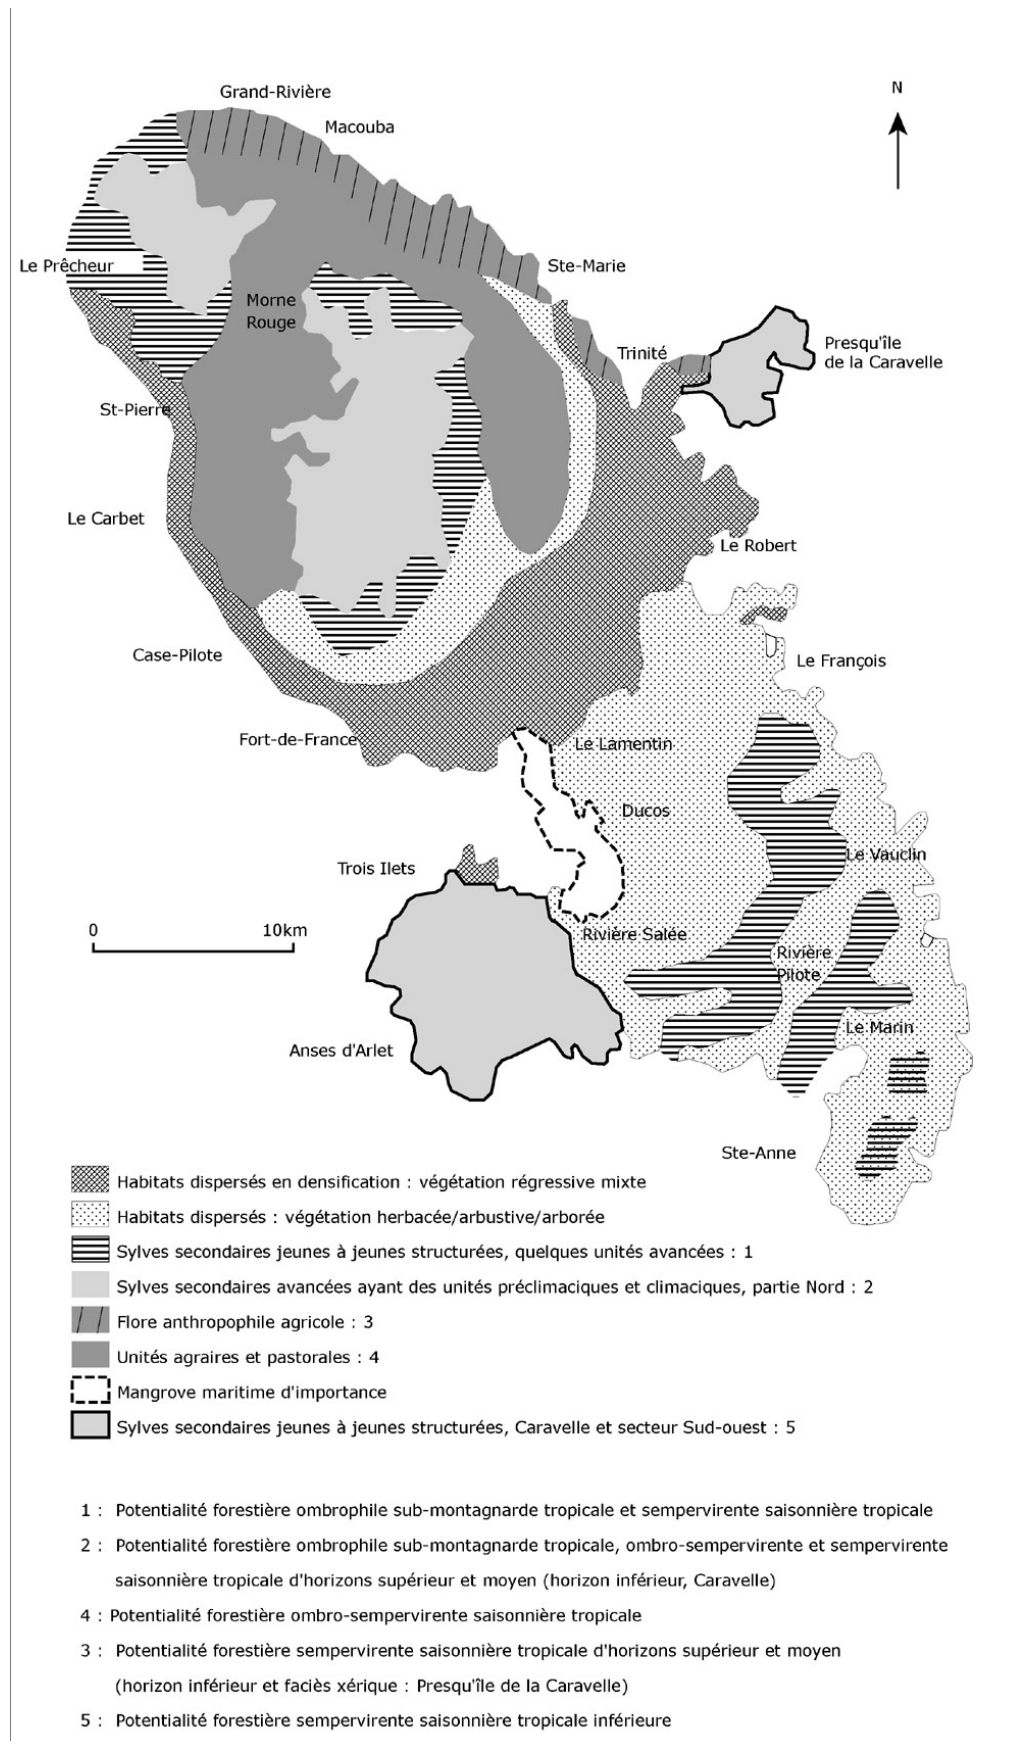 N
Grand-Rivière
Macouba
Le Prêcheur
Ste-Marie
Morne
Rouge
Trinité
Presqu'île
de la Caravelle
St-Pierre
Le Carbet
Le Robert
Case-Pilote
Le François
Fort-de-France
Le Lamentin
Ducos
Le Vauclin
Trois Ilets
0
10km
Rivière Salée
Rivière
Pilote
Le Marin
Anses d'Arlet
Ste-Anne
Habitats dispersés en densification : végétation régressive mixte
Habitats dispersés : végétation herbacée/arbustive/arborée
Sylves secondaires jeunes à jeunes structurées, quelques unités avancées : 1
Sylves secondaires avancées ayant des unités préclimaciques et climaciques, partie Nord : 2
Flore anthropophile agricole : 3
Unités agraires et pastorales : 4
Mangrove maritime d'importance
Sylves secondaires jeunes à jeunes structurées, Caravelle et secteur Sud-ouest : 5
1 : Potentialité forestière ombrophile sub-montagnarde tropicale et sempervirente saisonnière tropicale
2 : Potentialité forestière ombrophile sub-montagnarde tropicale, ombro-sempervirente et sempervirente
saisonnière tropicale d'horizons supérieur et moyen (horizon inférieur, Caravelle)
4 : Potentialité forestière ombro-sempervirente saisonnière tropicale
3 : Potentialité forestière sempervirente saisonnière tropicale d'horizons supérieur et moyen
(horizon inférieur et faciès xérique : Presqu'île de la Caravelle)
5 : Potentialité forestière sempervirente saisonnière tropicale inférieure